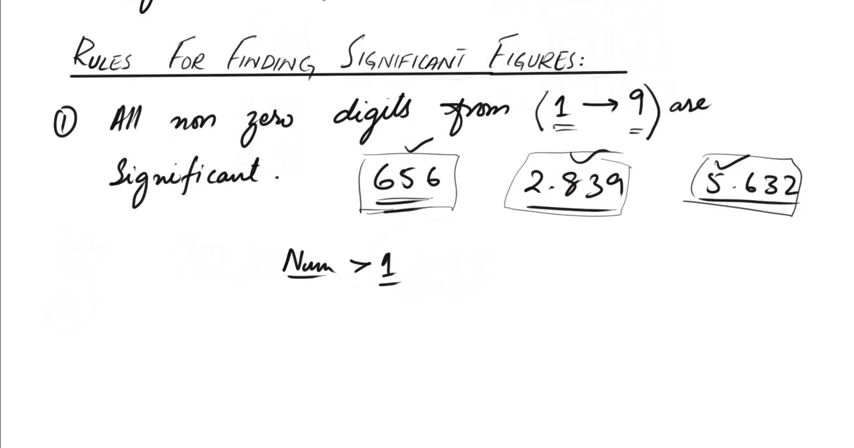 RULES FOR FINDING SIGNIFICANT FIGURES:
① All non zero digits from (1 → 9) are
Significant. 656 2.839 5.632
Num > 1